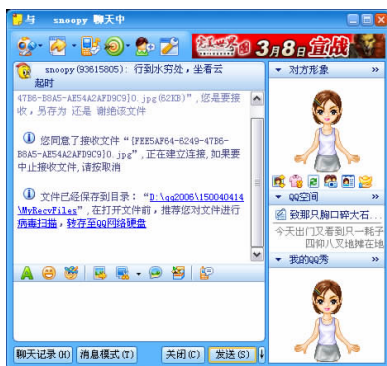 与 snoopy 聊天中
3月8日宣战
snoopy(93615805): 行到水穷处，坐看云
起时
47B6-B8A5-AE54A2AFD9C9]0.jpg(62KB)"，您是要接
收，另存为 还是 谢绝该文件
您同意了接收文件 "[FEE5AF64-6249-47B6-
B8A5-AE54A2AFD9C9]0.jpg"，正在建立连接,如果要
中止接收文件,请按取消
文件已经保存到目录： "D:\qq2006\150040414
\MyRecvFiles" ,在打开文件前，推荐您对文件进行
病毒扫描，转存至QQ网络硬盘
聊天记录(H) 消息模式(T) 关闭(C) 发送(S)
对方形象
QQ空间
致那只胸口碎大石...
今天出门又看到只一耗子
四仰八叉地摊在地
我的QQ秀